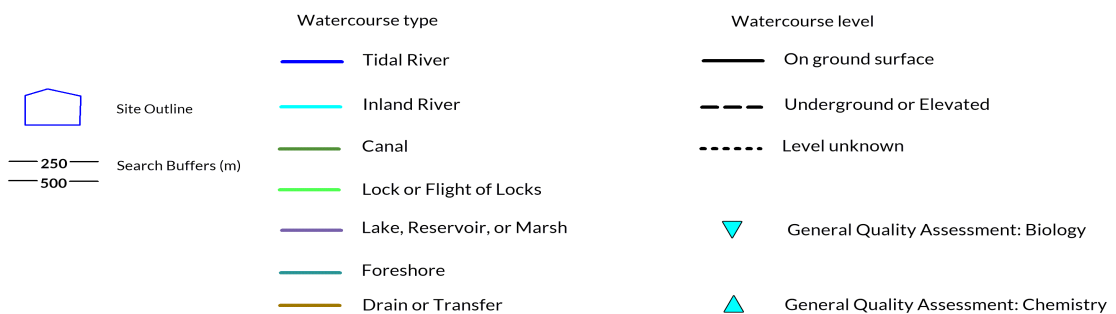 Watercourse type
Watercourse level
Tidal River
On ground surface
Site Outline
Inland River
Underground or Elevated
250
500
Search Buffers (m)
Canal
Level unknown
Lock or Flight of Locks
Lake, Reservoir, or Marsh
General Quality Assessment: Biology
Foreshore
Drain or Transfer
General Quality Assessment: Chemistry